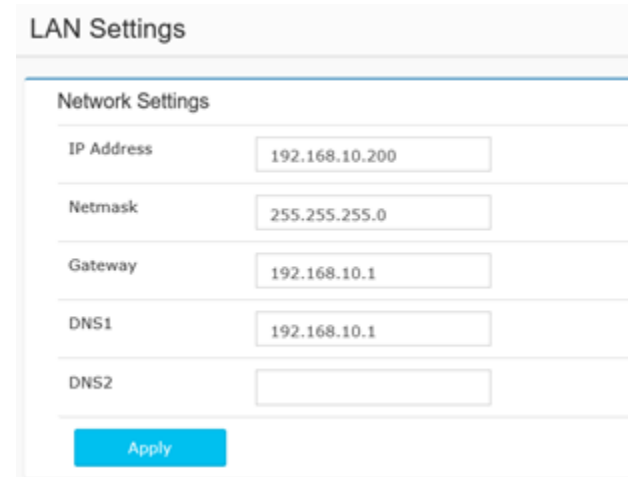 LAN Settings
Network Settings
IP Address 192.168.10.200
Netmask 255.255.255.0
Gateway 192.168.10.1
DNS1 192.168.10.1
DNS2
Apply